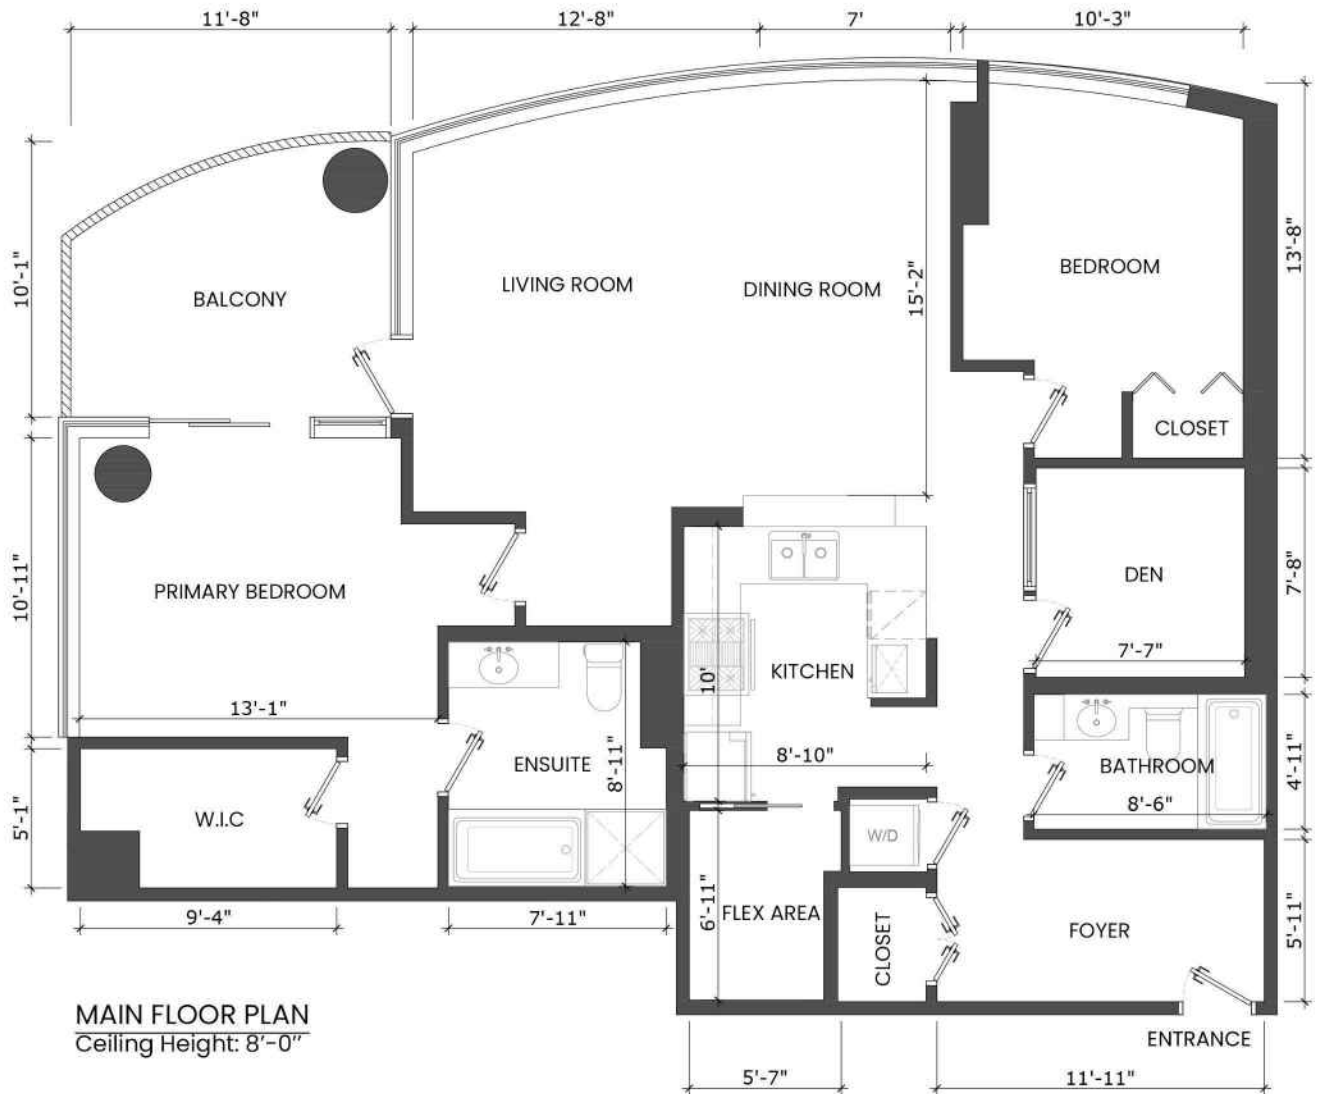 11'-8"
12'-8"
7'
10'-3"
10'-1"
BALCONY
LIVING ROOM
DINING ROOM
15'-2"
BEDROOM
13'-8"
CLOSET
10'-11"
PRIMARY BEDROOM
13'-1"
KITCHEN
10'
8'-10"
DEN
7'-7"
7'-8"
ENSUITE
8'-11"
BATHROOM
8'-6"
4'-11"
W.I.C
5'-1"
9'-4"
7'-11"
W/D
FLEX AREA
6'-11"
CLOSET
FOYER
5'-11"
MAIN FLOOR PLAN
Ceiling Height: 8'-0"
ENTRANCE
5'-7"
11'-11"